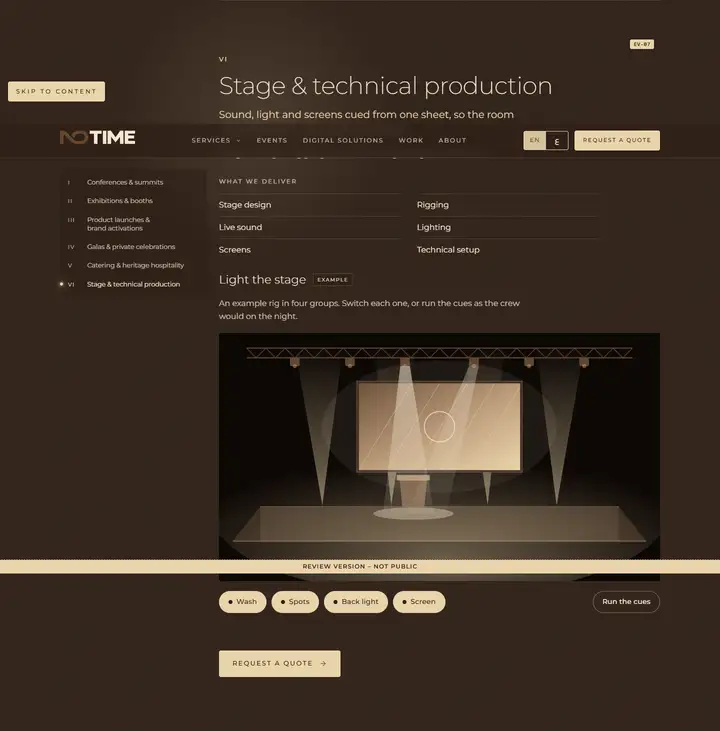 EV-07
VI
Stage & technical production
SKIP TO CONTENT
Sound, light and screens cued from one sheet, so the room
NOTIME
SERVICES
EVENTS
DIGITAL SOLUTIONS
WORK
ABOUT
EN
ع
REQUEST A QUOTE
WHAT WE DELIVER
I Conferences & summits
II Exhibitions & booths
III Product launches &
brand activations
IV Galas & private celebrations
V Catering & heritage hospitality
VI Stage & technical production
Stage design
Rigging
Live sound
Lighting
Screens
Technical setup
Light the stage
EXAMPLE
An example rig in four groups. Switch each one, or run the cues as the crew
would on the night.
REVIEW VERSION – NOT PUBLIC
Wash
Spots
Back light
Screen
Run the cues
REQUEST A QUOTE →